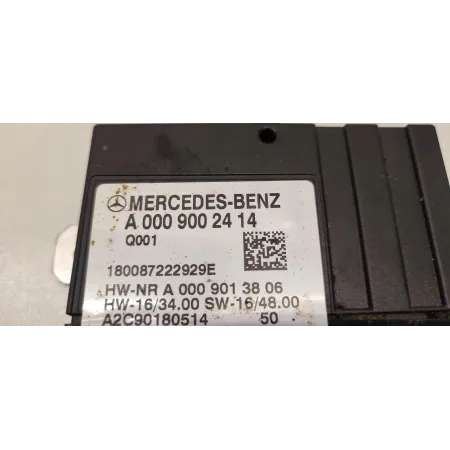 MERCEDES-BENZ
A 000 900 24 14
Q001
180087222929E
HW-NR A 000 901 38 06
HW-16/34.00 SW-16/48.00
A2C90180514 50